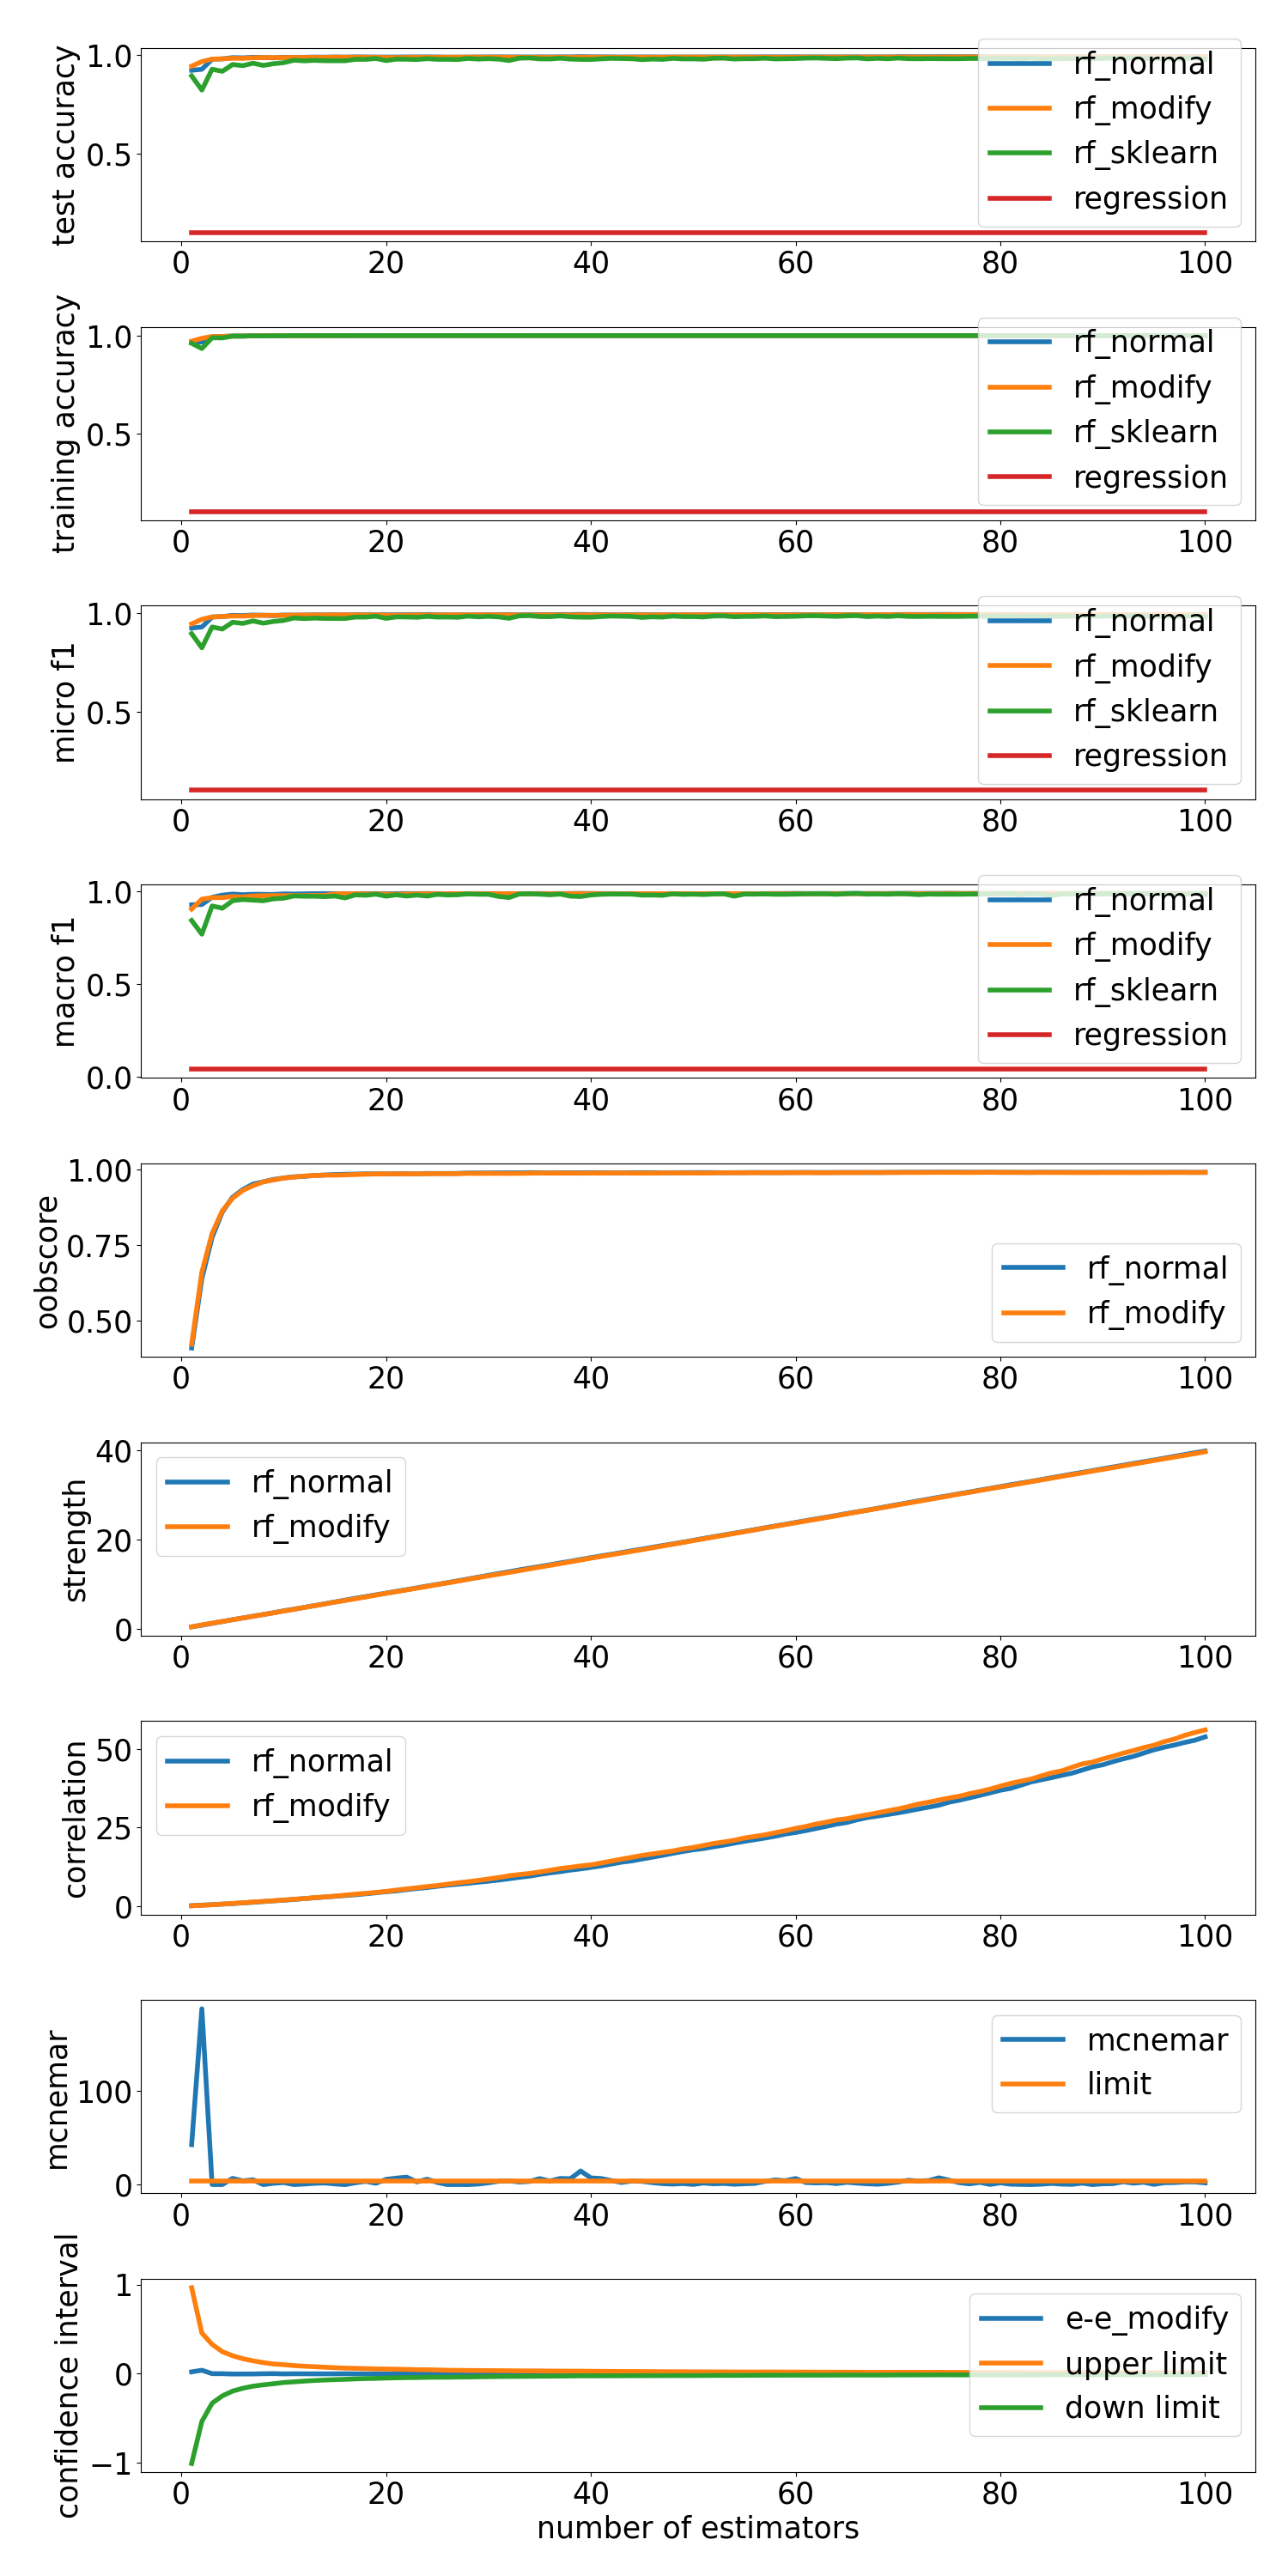 test accuracy
1.0
0.5
rf_normal
rf_modify
rf_sklearn
regression
0 20 40 60 80 100
training accuracy
1.0
0.5
rf_normal
rf_modify
rf_sklearn
regression
0 20 40 60 80 100
micro f1
1.0
0.5
rf_normal
rf_modify
rf_sklearn
regression
0 20 40 60 80 100
macro f1
1.0
0.5
0.0
rf_normal
rf_modify
rf_sklearn
regression
0 20 40 60 80 100
oobscore
1.00
0.75
0.50
rf_normal
rf_modify
0 20 40 60 80 100
strength
40
20
0
rf_normal
rf_modify
0 20 40 60 80 100
correlation
50
25
0
rf_normal
rf_modify
0 20 40 60 80 100
mcnemar
100
0
mcnemar
limit
0 20 40 60 80 100
confidence interval
1
0
−1
e-e_modify
upper limit
down limit
0 20 40 60 80 100
number of estimators